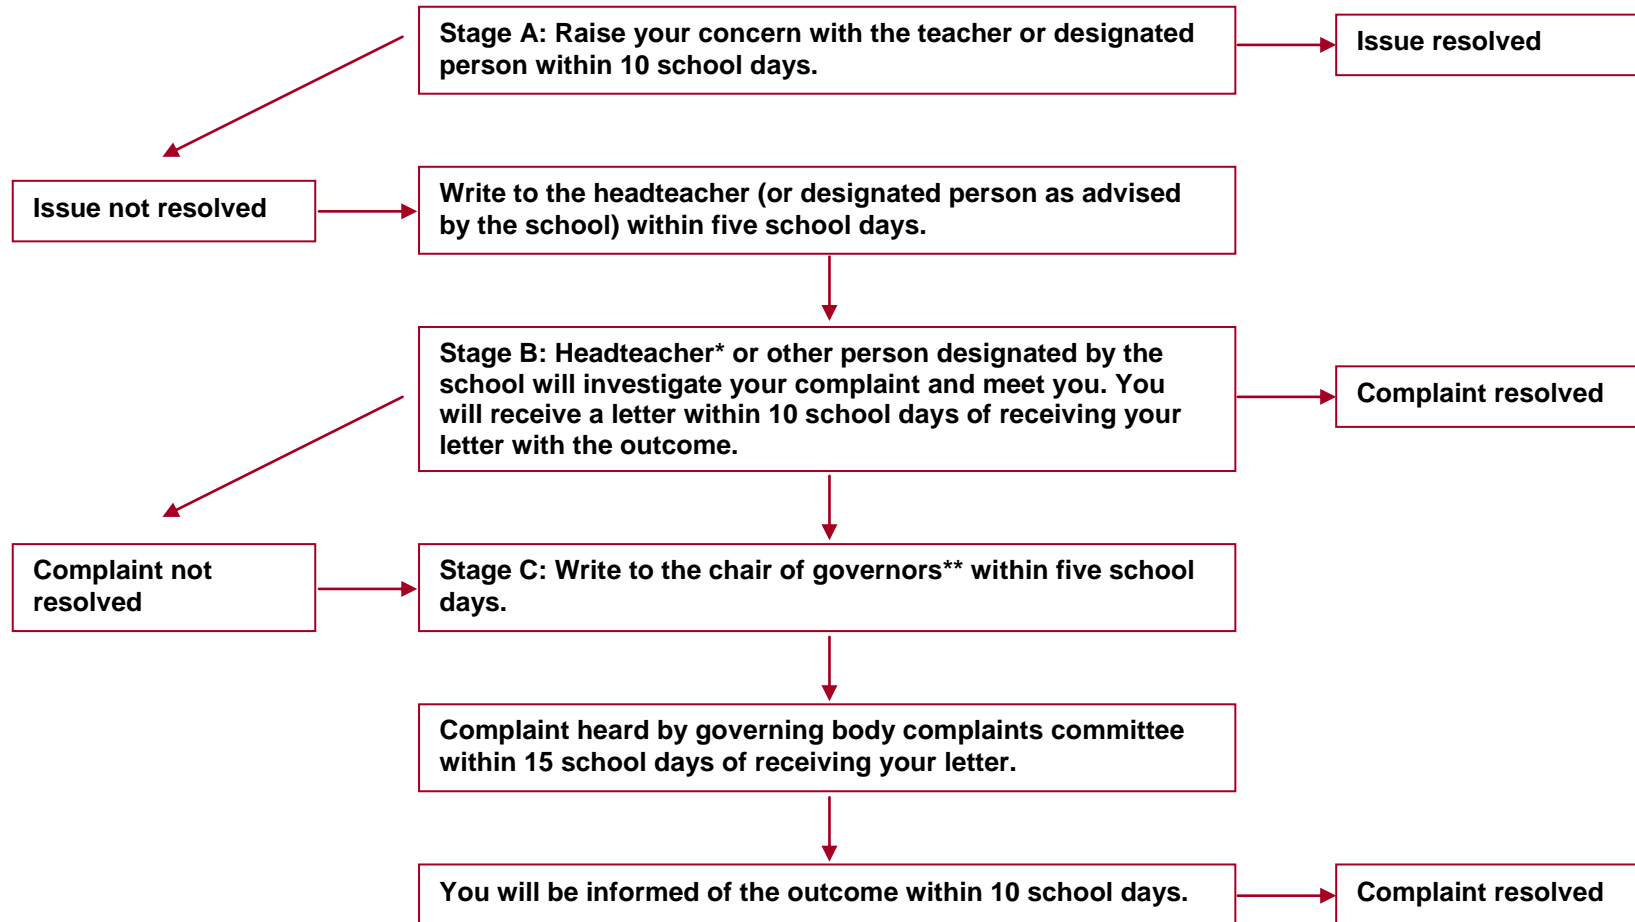 Stage A: Raise your concern with the teacher or designated
person within 10 school days.
Issue resolved
Issue not resolved
Write to the headteacher (or designated person as advised
by the school) within five school days.
Stage B: Headteacher* or other person designated by the
school will investigate your complaint and meet you. You
will receive a letter within 10 school days of receiving your
letter with the outcome.
Complaint resolved
Complaint not
resolved
Stage C: Write to the chair of governors** within five school
days.
Complaint heard by governing body complaints committee
within 15 school days of receiving your letter.
You will be informed of the outcome within 10 school days.
Complaint resolved